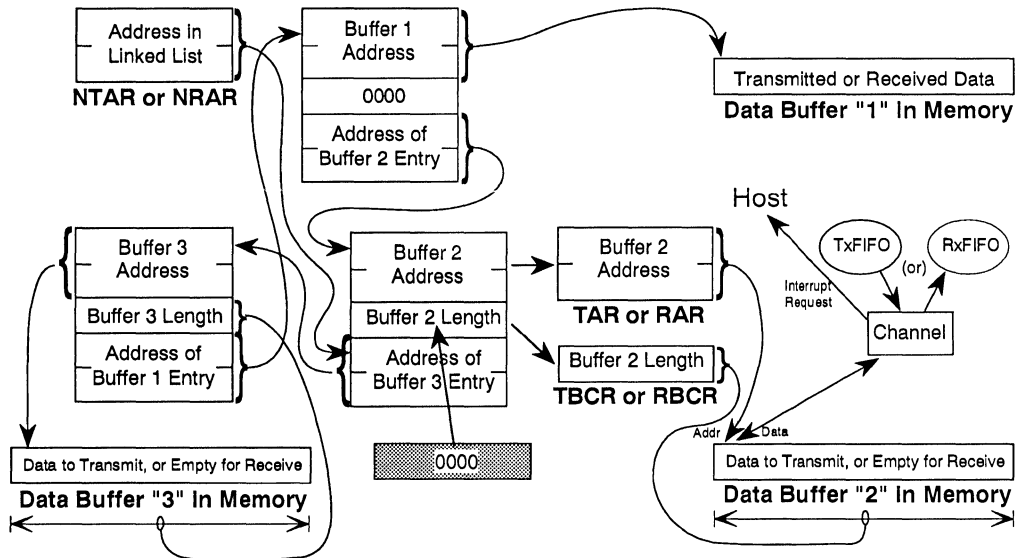 Address in
Linked List
NTAR or NRAR
Buffer 1
Address
0000
Address of
Buffer 2 Entry
Transmitted or Received Data
Data Buffer "1" in Memory
Host
TxFIFO
(or)
RxFIFO
Interrupt
Request
Channel
Buffer 3
Address
Buffer 3 Length
Address of
Buffer 1 Entry
Buffer 2
Address
Buffer 2 Length
Address of
Buffer 3 Entry
Buffer 2
Address
TAR or RAR
Buffer 2 Length
TBCR or RBCR
Addr
Data
0000
Data to Transmit, or Empty for Receive
Data Buffer "3" in Memory
Data to Transmit, or Empty for Receive
Data Buffer "2" in Memory